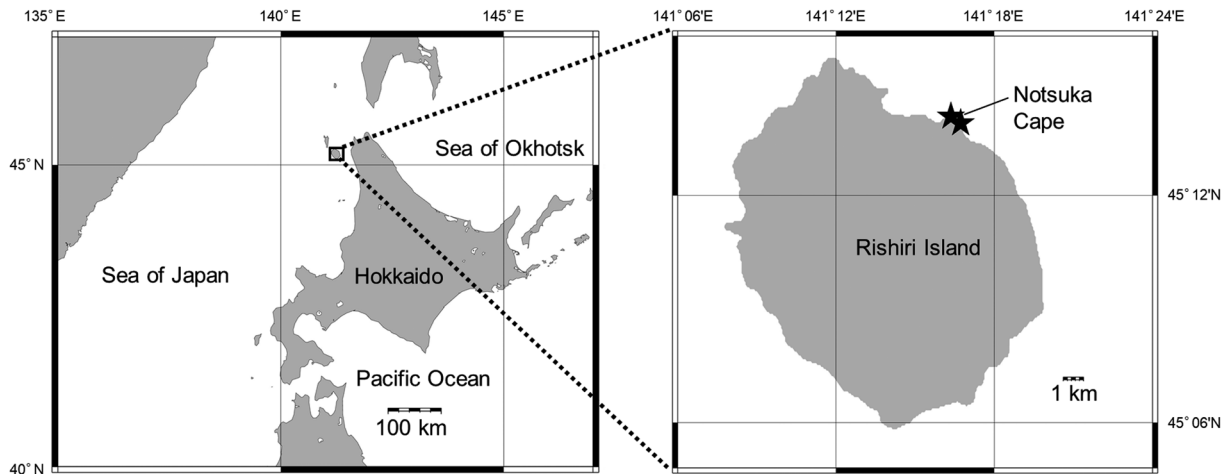 135°E 140°E 145°E
45°N
40°N
Sea of Okhotsk
Sea of Japan
Hokkaido
Pacific Ocean
100 km
141°06'E 141°12'E 141°18'E 141°24'E
Notsuka
Cape
45°12'N
Rishiri Island
1 km
45°06'N